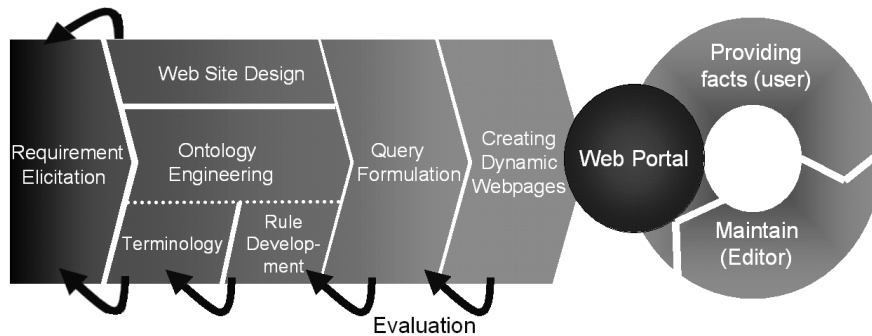 Requirement
Elicitation
Web Site Design
Ontology
Engineering
Terminology
Rule
Develop-
ment
Query
Formulation
Creating
Dynamic
Webpages
Web Portal
Providing
facts (user)
Maintain
(Editor)
Evaluation